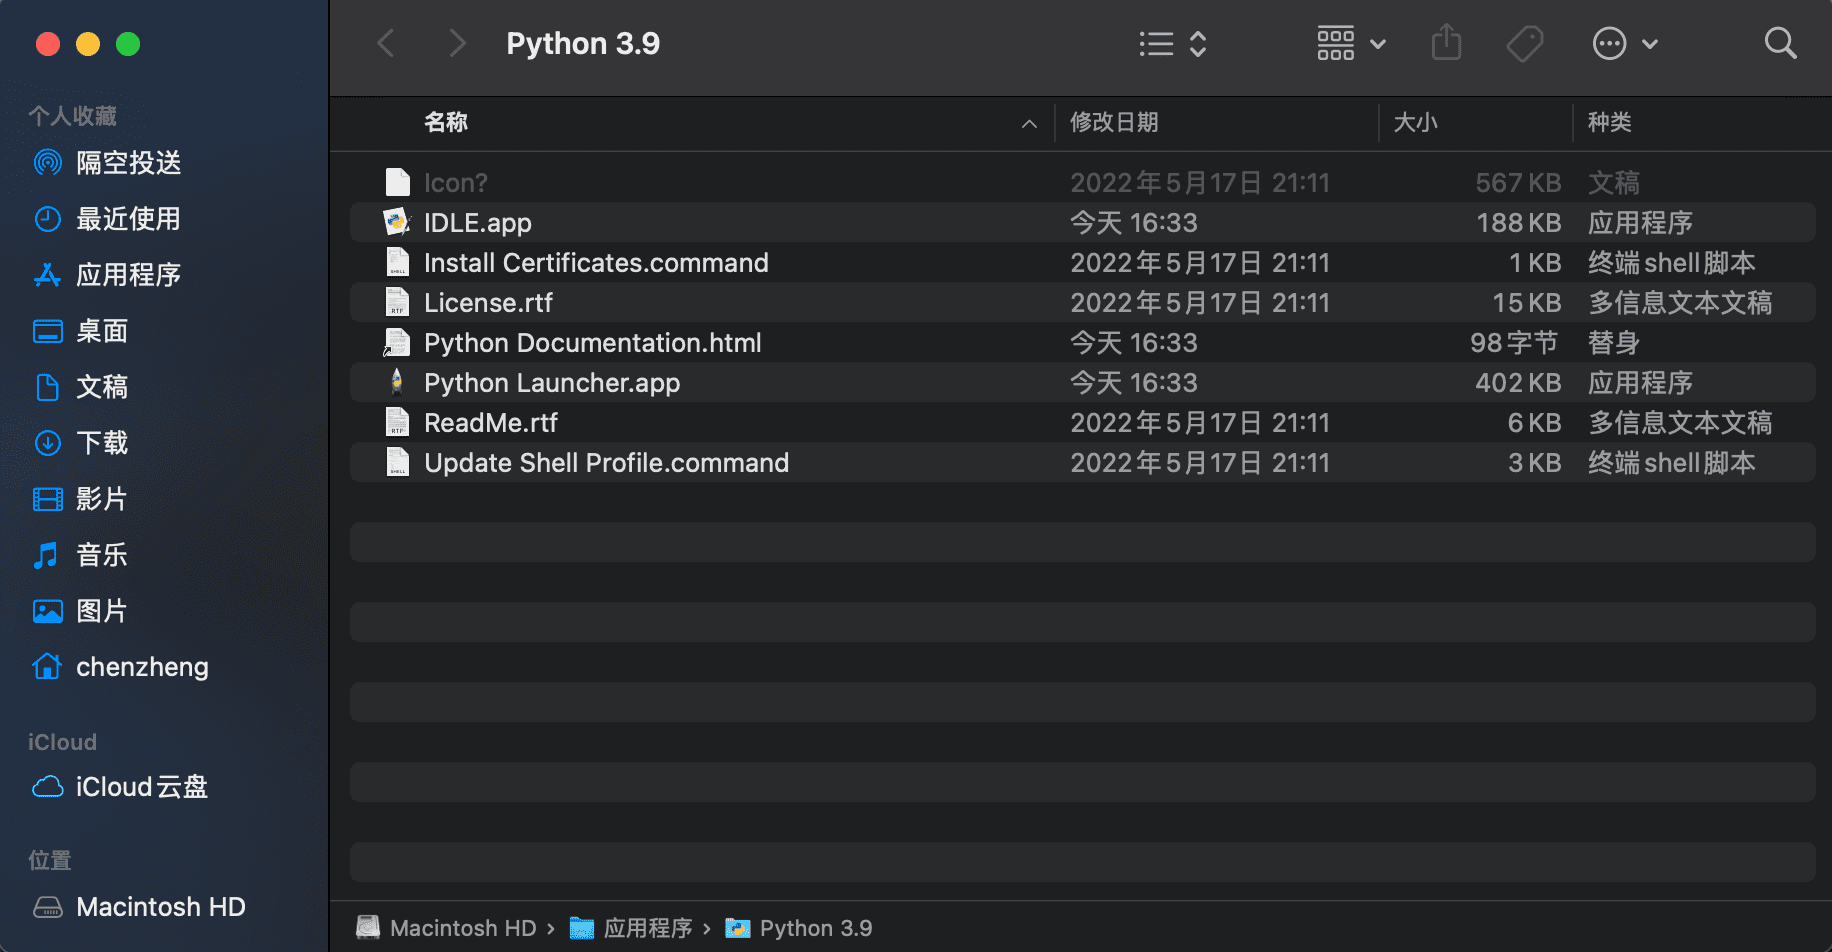 Python 3.9
个人收藏
隔空投送
最近使用
应用程序
桌面
文稿
下载
影片
音乐
图片
chenzheng
iCloud
iCloud云盘
位置
Macintosh HD
名称 修改日期 大小 种类
Icon? 2022年5月17日 21:11 567 KB 文稿
IDLE.app 今天 16:33 188 KB 应用程序
Install Certificates.command 2022年5月17日 21:11 1 KB 终端shell脚本
License.rtf 2022年5月17日 21:11 15 KB 多信息文本文稿
Python Documentation.html 今天 16:33 98字节 替身
Python Launcher.app 今天 16:33 402 KB 应用程序
ReadMe.rtf 2022年5月17日 21:11 6 KB 多信息文本文稿
Update Shell Profile.command 2022年5月17日 21:11 3 KB 终端shell脚本
Macintosh HD › 应用程序 › Python 3.9